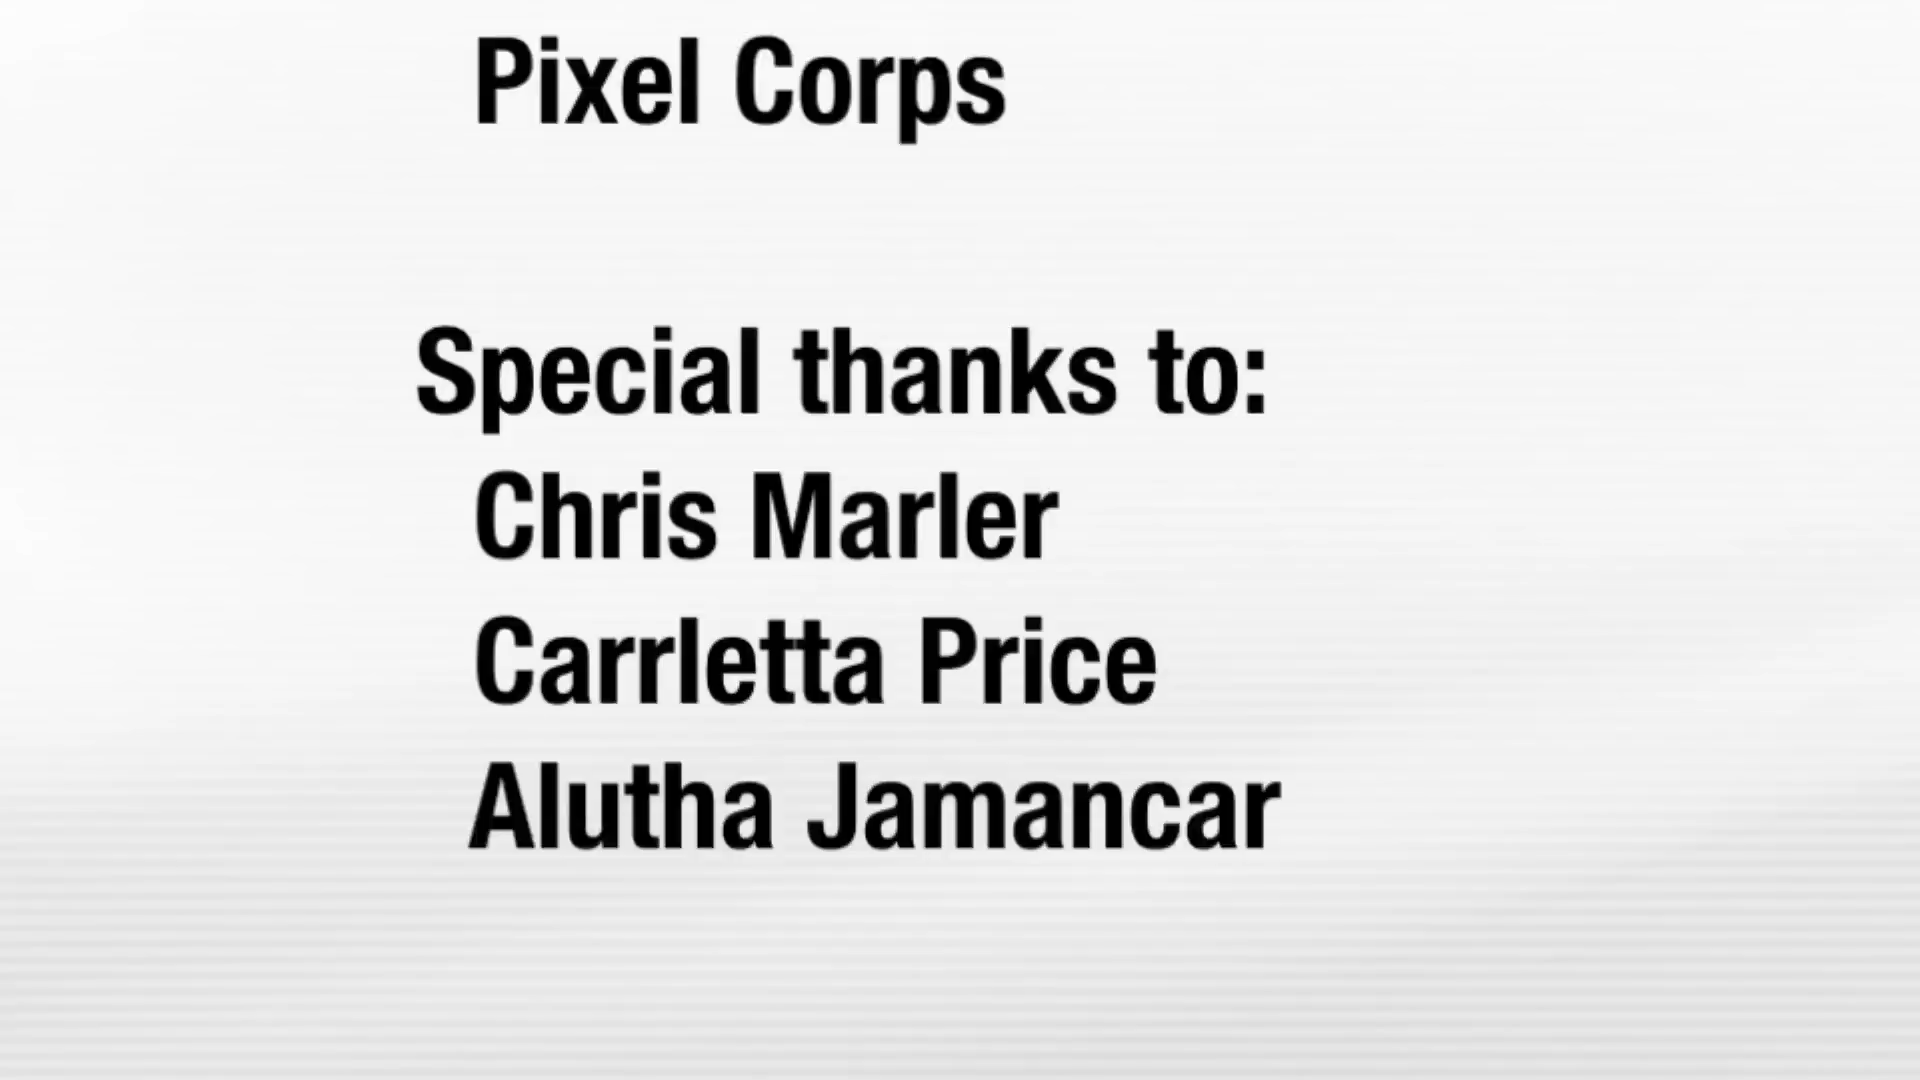 Pixel Corps
Special thanks to:
Chris Marler
Carrletta Price
Alutha Jamancar